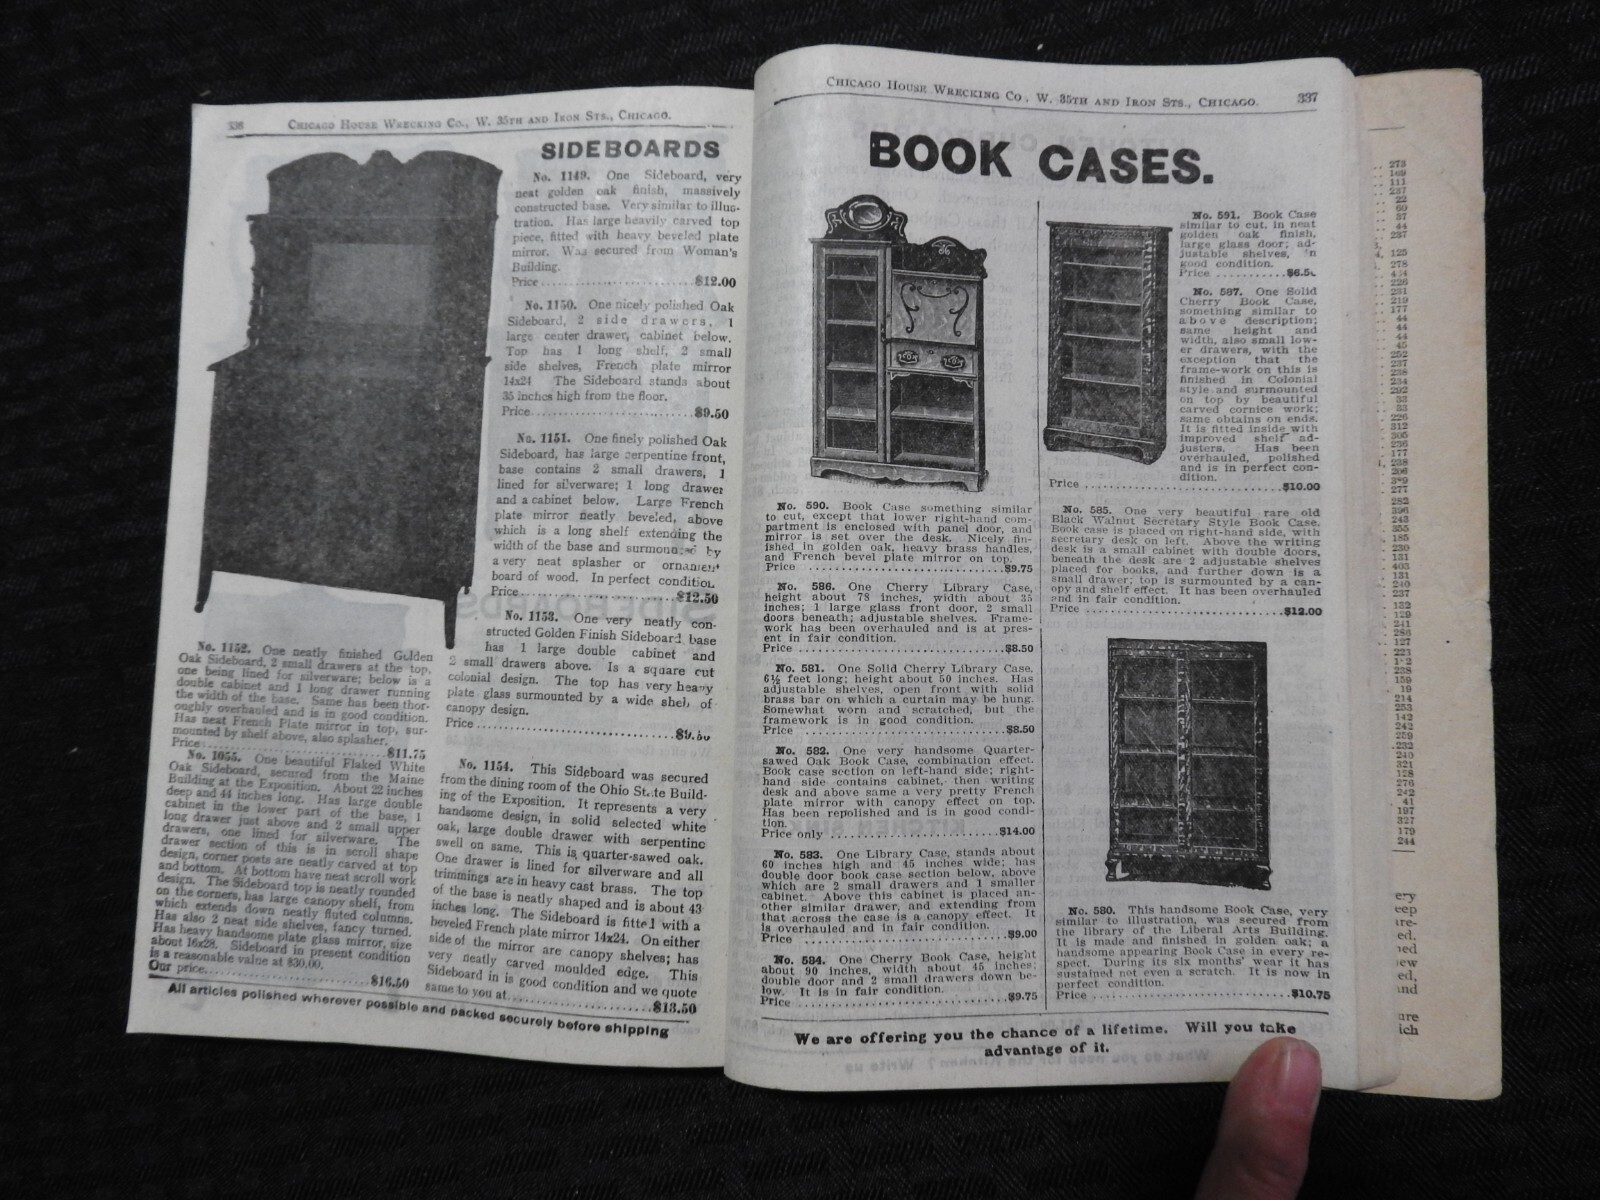 336 CHICAGO HOUSE WRECKING CO., W. 35TH AND IRON STS., CHICAGO.
SIDEBOARDS
No. 1149. One Sideboard, very
neat golden oak finish, massively
constructed base. Very similar to illus-
tration. Has large heavily carved top
piece, fitted with heavy beveled plate
mirror. Was secured from Woman's
Building.
Price $12.00
No. 1150. One nicely polished Oak
Sideboard, 2 side drawers, 1
large center drawer, cabinet below.
Top has 1 long shelf, 2 small
side shelves, French plate mirror
14x24 The Sideboard stands about
35 inches high from the floor.
Price $9.50
No. 1151. One finely polished Oak
Sideboard, has large serpentine front,
base contains 2 small drawers, 1
lined for silverware; 1 long drawer
and a cabinet below. Large French
plate mirror neatly beveled, above
which is a long shelf extending the
width of the base and surmounted by
a very neat splasher or ornament
board of wood. In perfect condition.
Price $12.50
No. 1153. One very neatly con-
structed Golden Finish Sideboard, base
has 1 large double cabinet and
2 small drawers above. Is a square cut
colonial design. The top has very heavy
plate glass surmounted by a wide shelf of
canopy design.
Price $9.50
No. 1152. One neatly finished Golden
Oak Sideboard, 2 small drawers at the top,
one being lined for silverware; below is a
double cabinet and 1 long drawer running
the width of the base. Same has been thor-
oughly overhauled and is in good condition.
Has neat French Plate mirror in top, sur-
mounted by shelf above, also splasher.
Price $11.75
No. 1055. One beautiful Flaked White
Oak Sideboard, secured from the Maine
Building at the Exposition. About 22 inches
deep and 44 inches long. Has large double
cabinet in the lower part of the base, 1
long drawer just above and 2 small upper
drawers, one lined for silverware. The
drawer section of this is in scroll shape
design, corner posts are neatly carved at top
and bottom. At bottom have neat scroll work
design. The Sideboard top is neatly rounded
on the corners, has large canopy shelf, from
which extends down neatly fluted columns.
Has also 2 neat side shelves, fancy turned.
Has heavy handsome plate glass mirror, size
about 16x28. Sideboard in present condition
is a reasonable value at $30.00.
Our price $16.50
No. 1154. This Sideboard was secured
from the dining room of the Ohio State Build-
ing of the Exposition. It represents a very
handsome design, in solid selected white
oak, large double drawer with serpentine
swell on same. This is quarter-sawed oak.
One drawer is lined for silverware and all
trimmings are in heavy cast brass. The top
of the base is neatly shaped and is about 43
inches long. The Sideboard is fitted with a
beveled French plate mirror 14x24. On either
side of the mirror are canopy shelves; has
very neatly carved moulded edge. This
Sideboard in is good condition and we quote
same to you at $13.50
All articles polished wherever possible and packed securely before shipping
CHICAGO HOUSE WRECKING CO., W. 35TH AND IRON STS., CHICAGO. 337
BOOK CASES.
No. 590. Book Case something similar
to cut, except that lower right-hand com-
partment is enclosed with panel door, and
mirror is set over the desk. Nicely fin-
ished in golden oak, heavy brass handles,
and French bevel plate mirror on top.
Price $9.75
No. 586. One Cherry Library Case,
height about 78 inches, width about 35
inches; 1 large glass front door, 2 small
doors beneath; adjustable shelves. Frame-
work has been overhauled and is at pres-
ent in fair condition.
Price $8.50
No. 581. One Solid Cherry Library Case,
6½ feet long; height about 50 inches. Has
adjustable shelves, open front with solid
brass bar on which a curtain may be hung.
Somewhat worn and scratched, but the
framework is in good condition.
Price $8.50
No. 582. One very handsome Quarter-
sawed Oak Book Case, combination effect.
Book case section on left-hand side; right-
hand side contains cabinet, then writing
desk and above same a very pretty French
plate mirror with canopy effect on top.
Has been repolished and is in good condi-
tion.
Price only $14.00
No. 583. One Library Case, stands about
60 inches high and 45 inches wide; has
double door book case section below, above
which are 2 small drawers and 1 smaller
cabinet. Above this cabinet is placed an-
other similar drawer, and extending from
that across the case is a canopy effect. It
is overhauled and in fair condition.
Price $9.00
No. 584. One Cherry Book Case, height
about 90 inches, width about 45 inches;
double door and 2 small drawers down be-
low. It is in fair condition.
Price $9.75
No. 591. Book Case
similar to cut, in neat
golden oak finish,
large glass door; ad-
justable shelves, in
good condition.
Price $6.50
No. 587. One Solid
Cherry Book Case,
something similar to
above description;
same height and
width, also small low-
er drawers, with the
exception that the
frame-work on this is
finished in Colonial
style and surmounted
on top by beautiful
carved cornice work;
same obtains on ends.
It is fitted inside with
improved shelf ad-
justers. Has been
overhauled, polished
and is in perfect con-
dition.
Price $10.00
No. 585. One very beautiful rare old
Black Walnut Secretary Style Book Case.
Book case is placed on right-hand side, with
secretary desk on left. Above the writing
desk is a small cabinet with double doors,
beneath the desk are 2 adjustable shelves
placed for books, and further down is a
small drawer; top is surmounted by a can-
opy and shelf effect. It has been overhauled
and in fair condition.
Price $12.00
No. 580. This handsome Book Case, very
similar to illustration, was secured from
the library of the Liberal Arts Building.
It is made and finished in golden oak; a
handsome appearing Book Case in every re-
spect. During its six months' wear it has
sustained not even a scratch. It is now in
perfect condition.
Price $10.75
We are offering you the chance of a lifetime. Will you take
advantage of it.